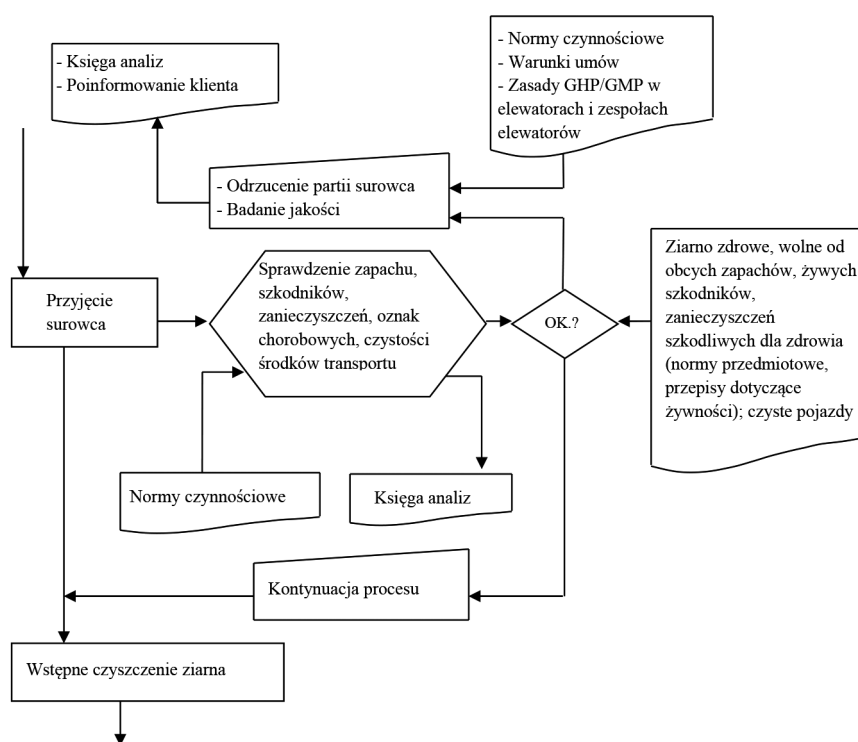 - Księga analiz
- Poinformowanie klienta
- Normy czynnościowe
- Warunki umów
- Zasady GHP/GMP w
elewatorach i zespołach
elewatorów
- Odrzucenie partii surowca
- Badanie jakości
Przyjęcie
surowca
Sprawdzenie zapachu,
szkodników,
zanieczyszczeń, oznak
chorobowych, czystości
środków transportu
OK.?
Ziarno zdrowe, wolne od
obcych zapachów, żywych
szkodników,
zanieczyszczeń
szkodliwych dla zdrowia
(normy przedmiotowe,
przepisy dotyczące
żywności); czyste pojazdy
Normy czynnościowe
Księga analiz
Kontynuacja procesu
Wstępne czyszczenie ziarna